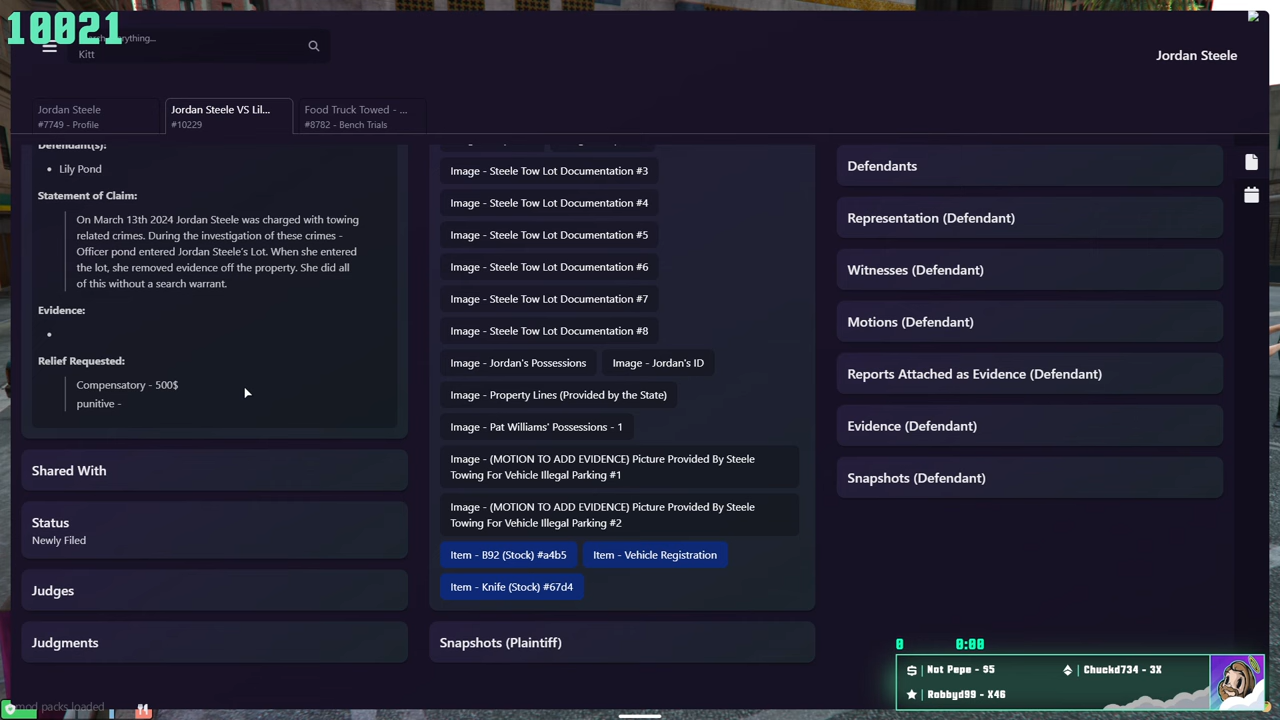 10021
Kitt
Jordan Steele
Jordan Steele
#7749 - Profile
Jordan Steele VS Lil...
#10229
Food Truck Towed - ...
#8782 - Bench Trials
Defendant(s):
• Lily Pond
Statement of Claim:
On March 13th 2024 Jordan Steele was charged with towing
related crimes. During the investigation of these crimes -
Officer pond entered Jordan Steele's Lot. When she entered
the lot, she removed evidence off the property. She did all
of this without a search warrant.
Evidence:
•
Relief Requested:
Compensatory - 500$
punitive -
Shared With
Status
Newly Filed
Judges
Judgments
Image - Steele Tow Lot Documentation #3
Image - Steele Tow Lot Documentation #4
Image - Steele Tow Lot Documentation #5
Image - Steele Tow Lot Documentation #6
Image - Steele Tow Lot Documentation #7
Image - Steele Tow Lot Documentation #8
Image - Jordan's Possessions
Image - Jordan's ID
Image - Property Lines (Provided by the State)
Image - Pat Williams' Possessions - 1
Image - (MOTION TO ADD EVIDENCE) Picture Provided By Steele
Towing For Vehicle Illegal Parking #1
Image - (MOTION TO ADD EVIDENCE) Picture Provided By Steele
Towing For Vehicle Illegal Parking #2
Item - B92 (Stock) #a4b5
Item - Vehicle Registration
Item - Knife (Stock) #67d4
Snapshots (Plaintiff)
Defendants
Representation (Defendant)
Witnesses (Defendant)
Motions (Defendant)
Reports Attached as Evidence (Defendant)
Evidence (Defendant)
Snapshots (Defendant)
0 0:00
Not Pepe - 95
Chuckd734 - 3X
Robbyd99 - X46
mod packs loaded